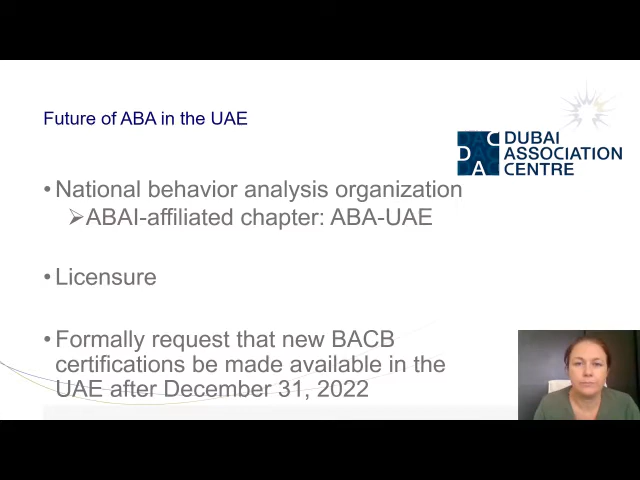 Future of ABA in the UAE
D A C
DUBAI
ASSOCIATION
CENTRE
• National behavior analysis organization
➢ABAI-affiliated chapter: ABA-UAE
• Licensure
• Formally request that new BACB
certifications be made available in the
UAE after December 31, 2022